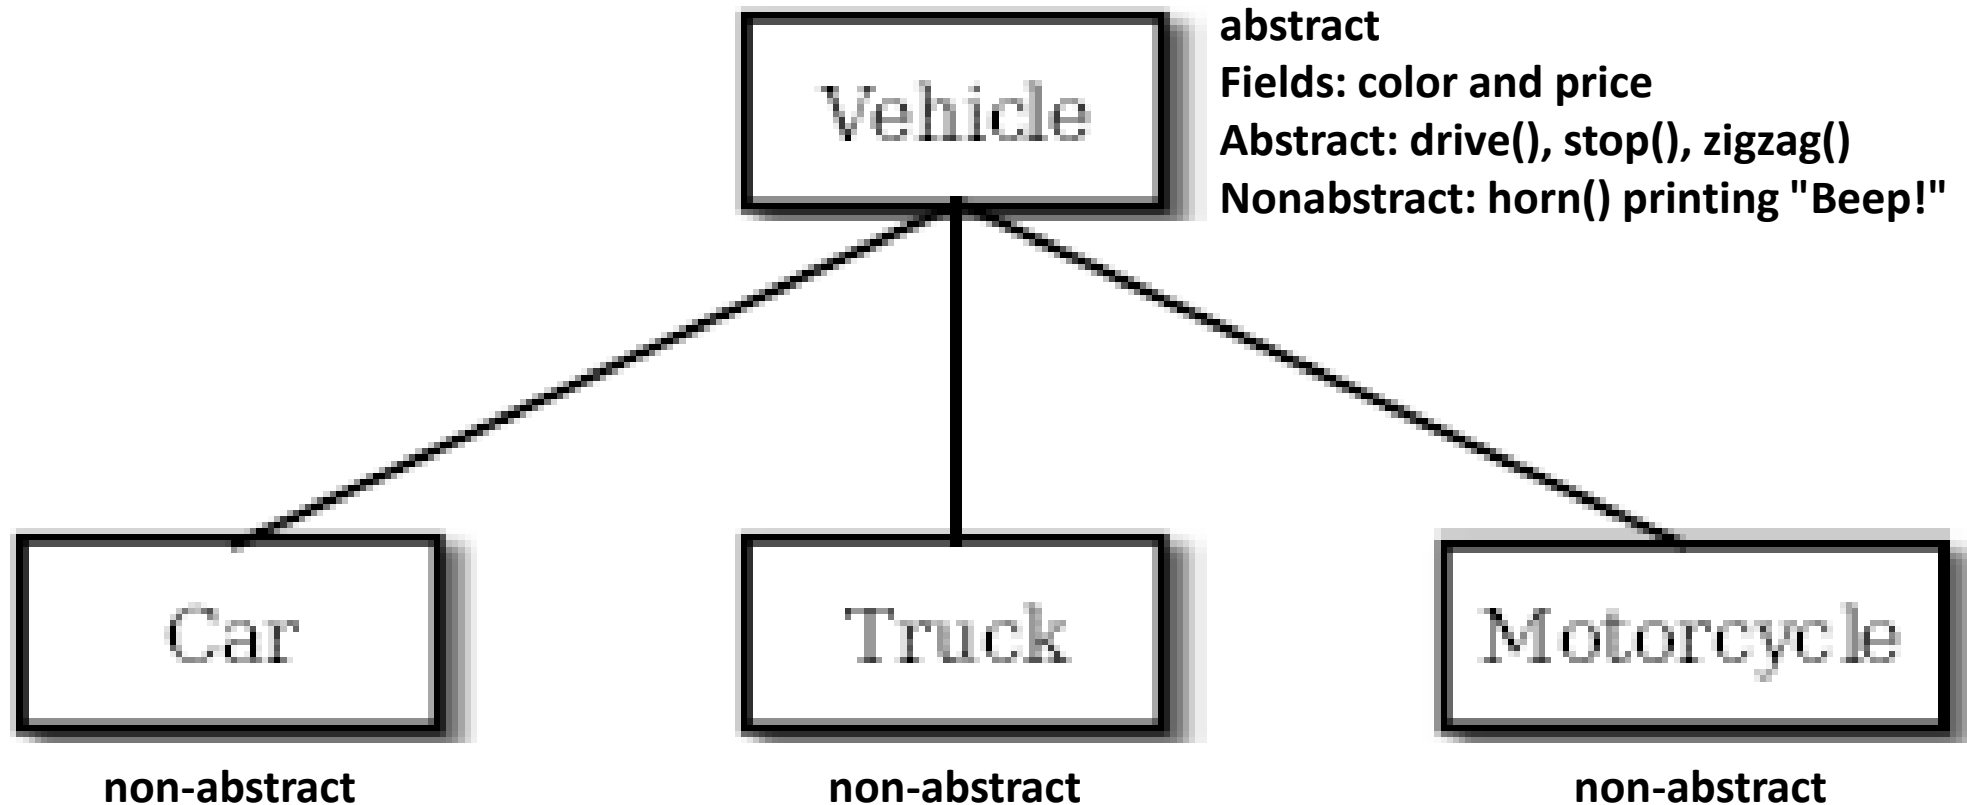 abstract
Vehicle
Fields: color and price
Abstract: drive(), stop(), zigzag()
Nonabstract: horn() printing "Beep!"
Car
Truck
Motorcycle
non-abstract
non-abstract
non-abstract